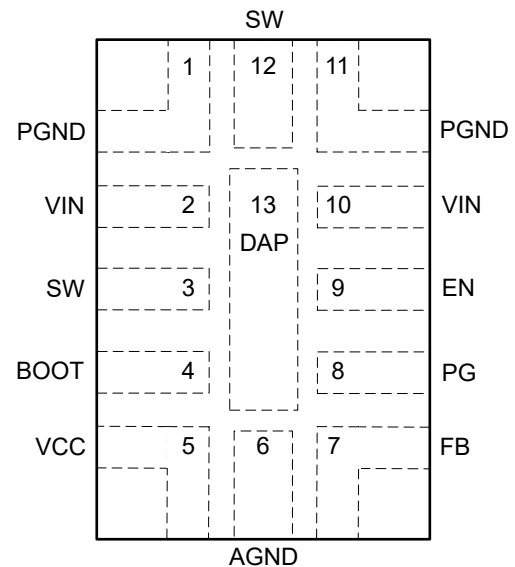 SW
1 12 11
PGND PGND
VIN 2 13 10 VIN
DAP
SW 3 9 EN
BOOT 4 8 PG
VCC 5 6 7 FB
AGND